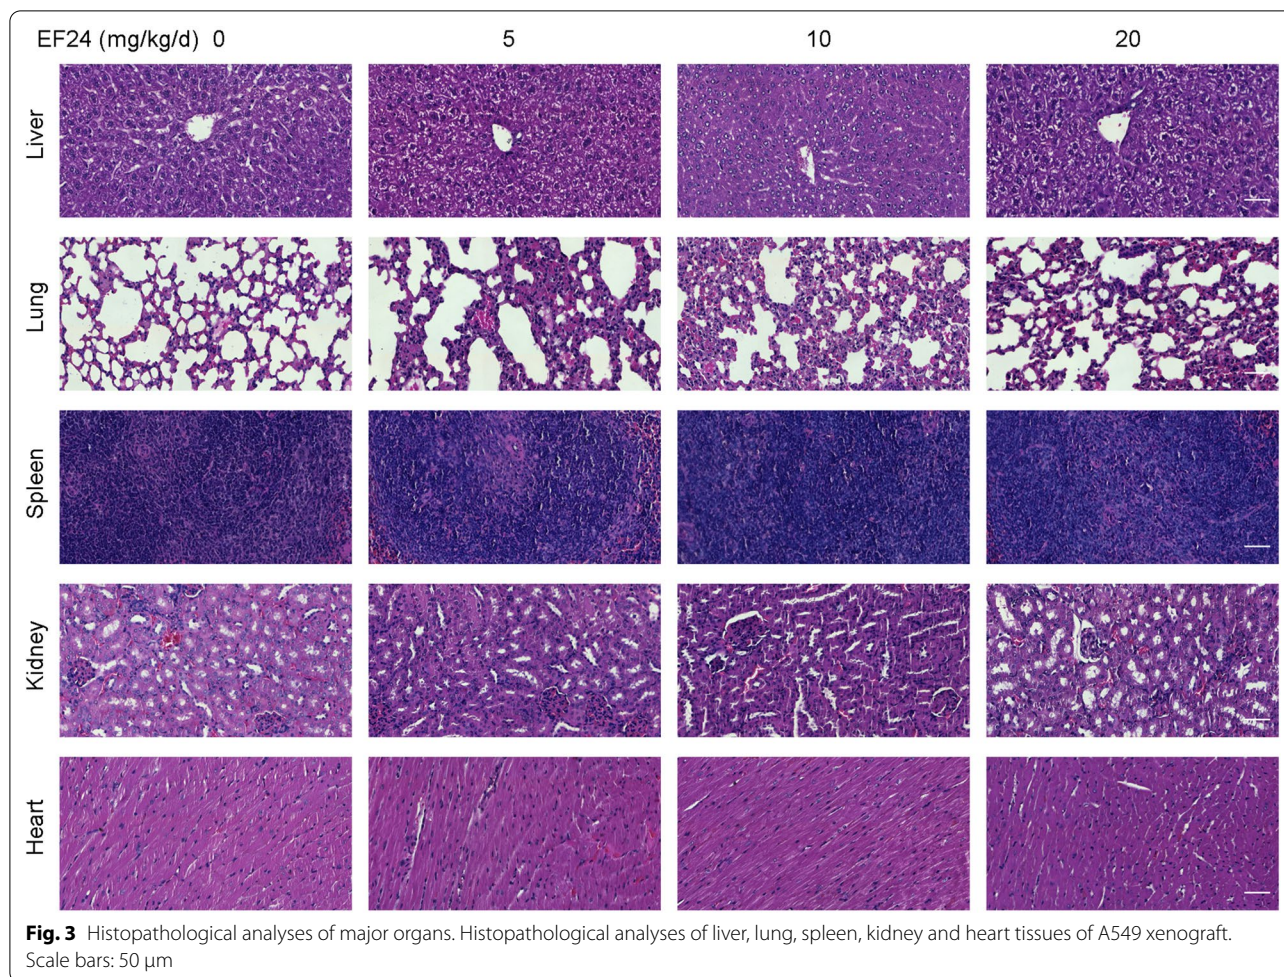 EF24 (mg/kg/d) 0 5 10 20
Liver
Lung
Spleen
Kidney
Heart
Fig. 3 Histopathological analyses of major organs. Histopathological analyses of liver, lung, spleen, kidney and heart tissues of A549 xenograft.
Scale bars: 50 µm